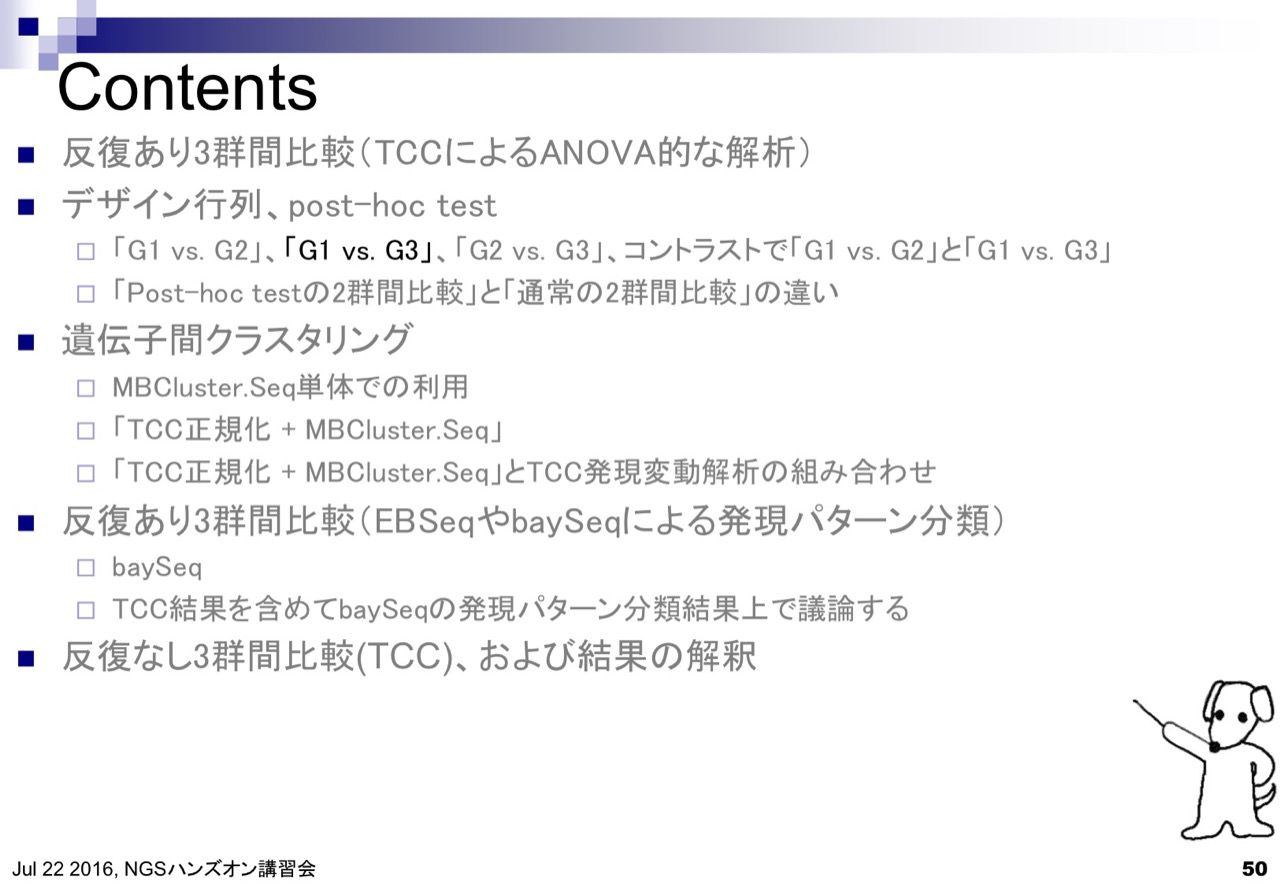 Contents
反復あり3群間比較（TCCによるANOVA的な解析）
デザイン行列、post-hoc test
「G1 vs. G2」、「G1 vs. G3」、「G2 vs. G3」、コントラストで「G1 vs. G2」と「G1 vs. G3」
「Post-hoc testの2群間比較」と「通常の2群間比較」の違い
遺伝子間クラスタリング
MBCluster.Seq単体での利用
「TCC正規化 + MBCluster.Seq」
「TCC正規化 + MBCluster.Seq」とTCC発現変動解析の組み合わせ
反復あり3群間比較（EBSeqやbaySeqによる発現パターン分類）
baySeq
TCC結果を含めてbaySeqの発現パターン分類結果上で議論する
反復なし3群間比較(TCC)、および結果の解釈
Jul 22 2016, NGSハンズオン講習会
50